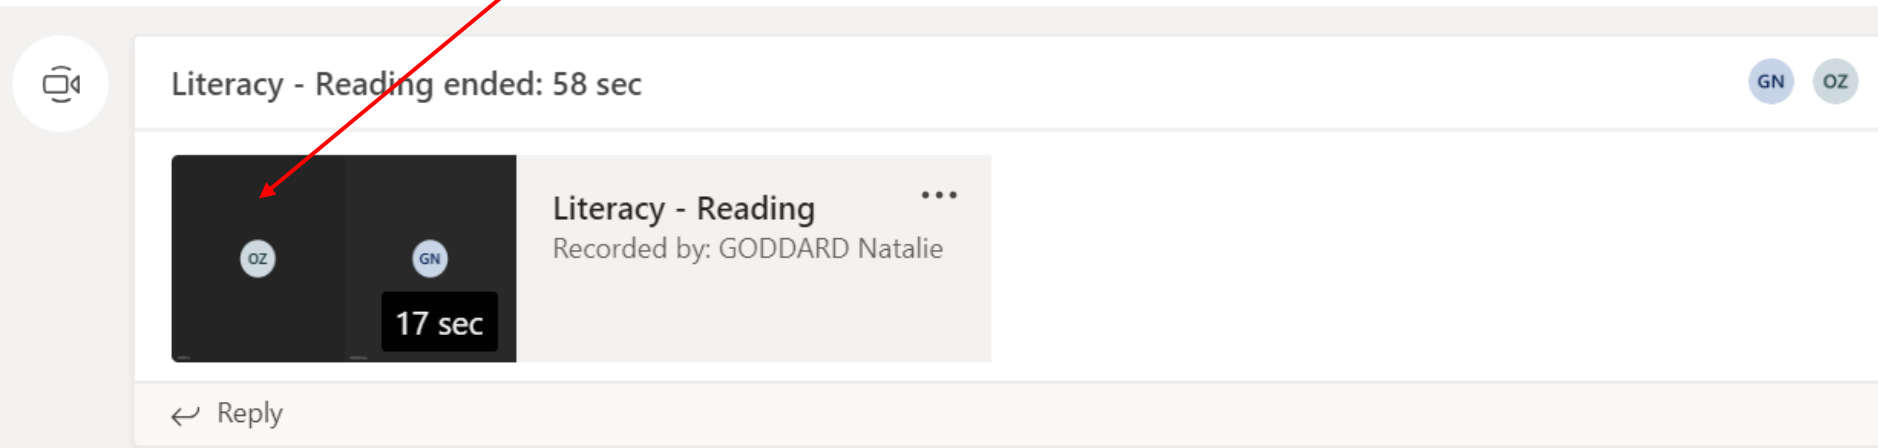 Literacy - Reading ended: 58 sec
GN OZ
OZ GN
17 sec
Literacy - Reading
Recorded by: GODDARD Natalie
Reply